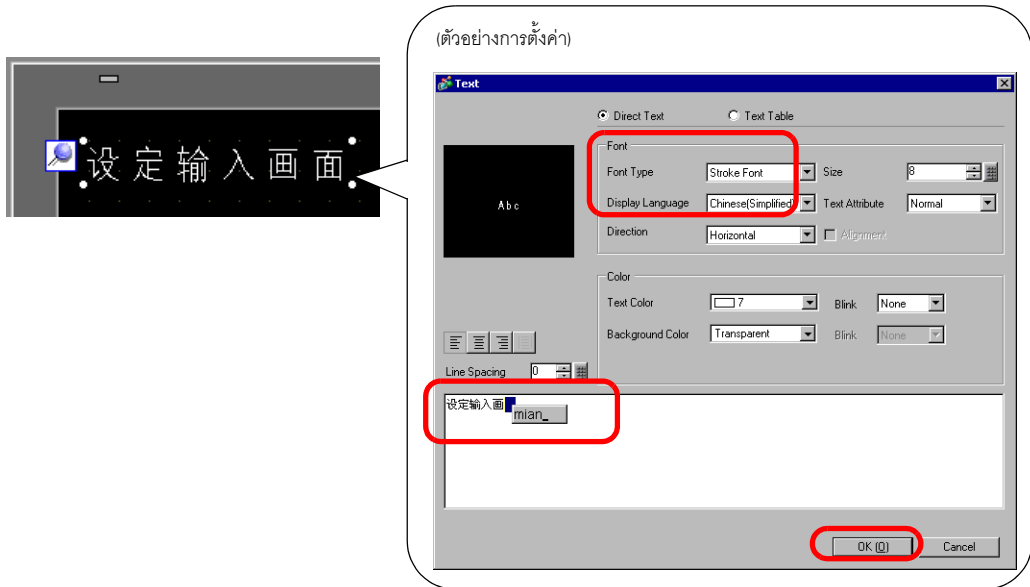 (ตัวอย่างการตั้งค่า)
设定输入画面
Text
Direct Text Text Table
Font
Font Type Stroke Font Size 8
Abc
Display Language Chinese(Simplified) Text Attribute Normal
Direction Horizontal Alignment
Color
Text Color 7 Blink None
Background Color Transparent Blink None
Line Spacing 0
设定输入画
mian_
OK (O) Cancel